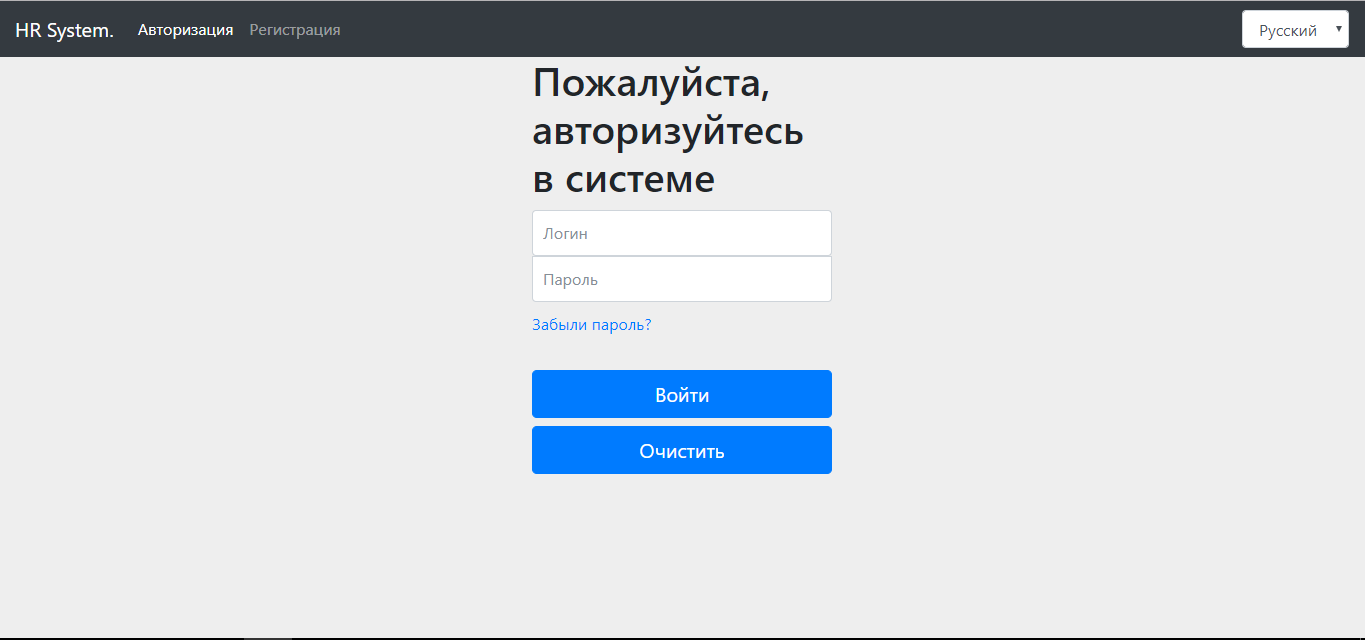 HR System. Авторизация Регистрация Русский
Пожалуйста,
авторизуйтесь
в системе
Логин
Пароль
Забыли пароль?
Войти
Очистить